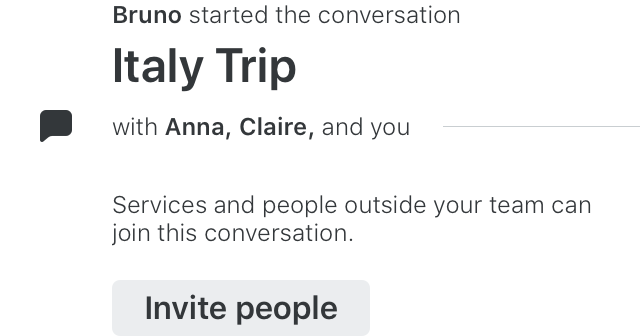 Bruno started the conversation
Italy Trip
with Anna, Claire, and you
Services and people outside your team can
join this conversation.
Invite people